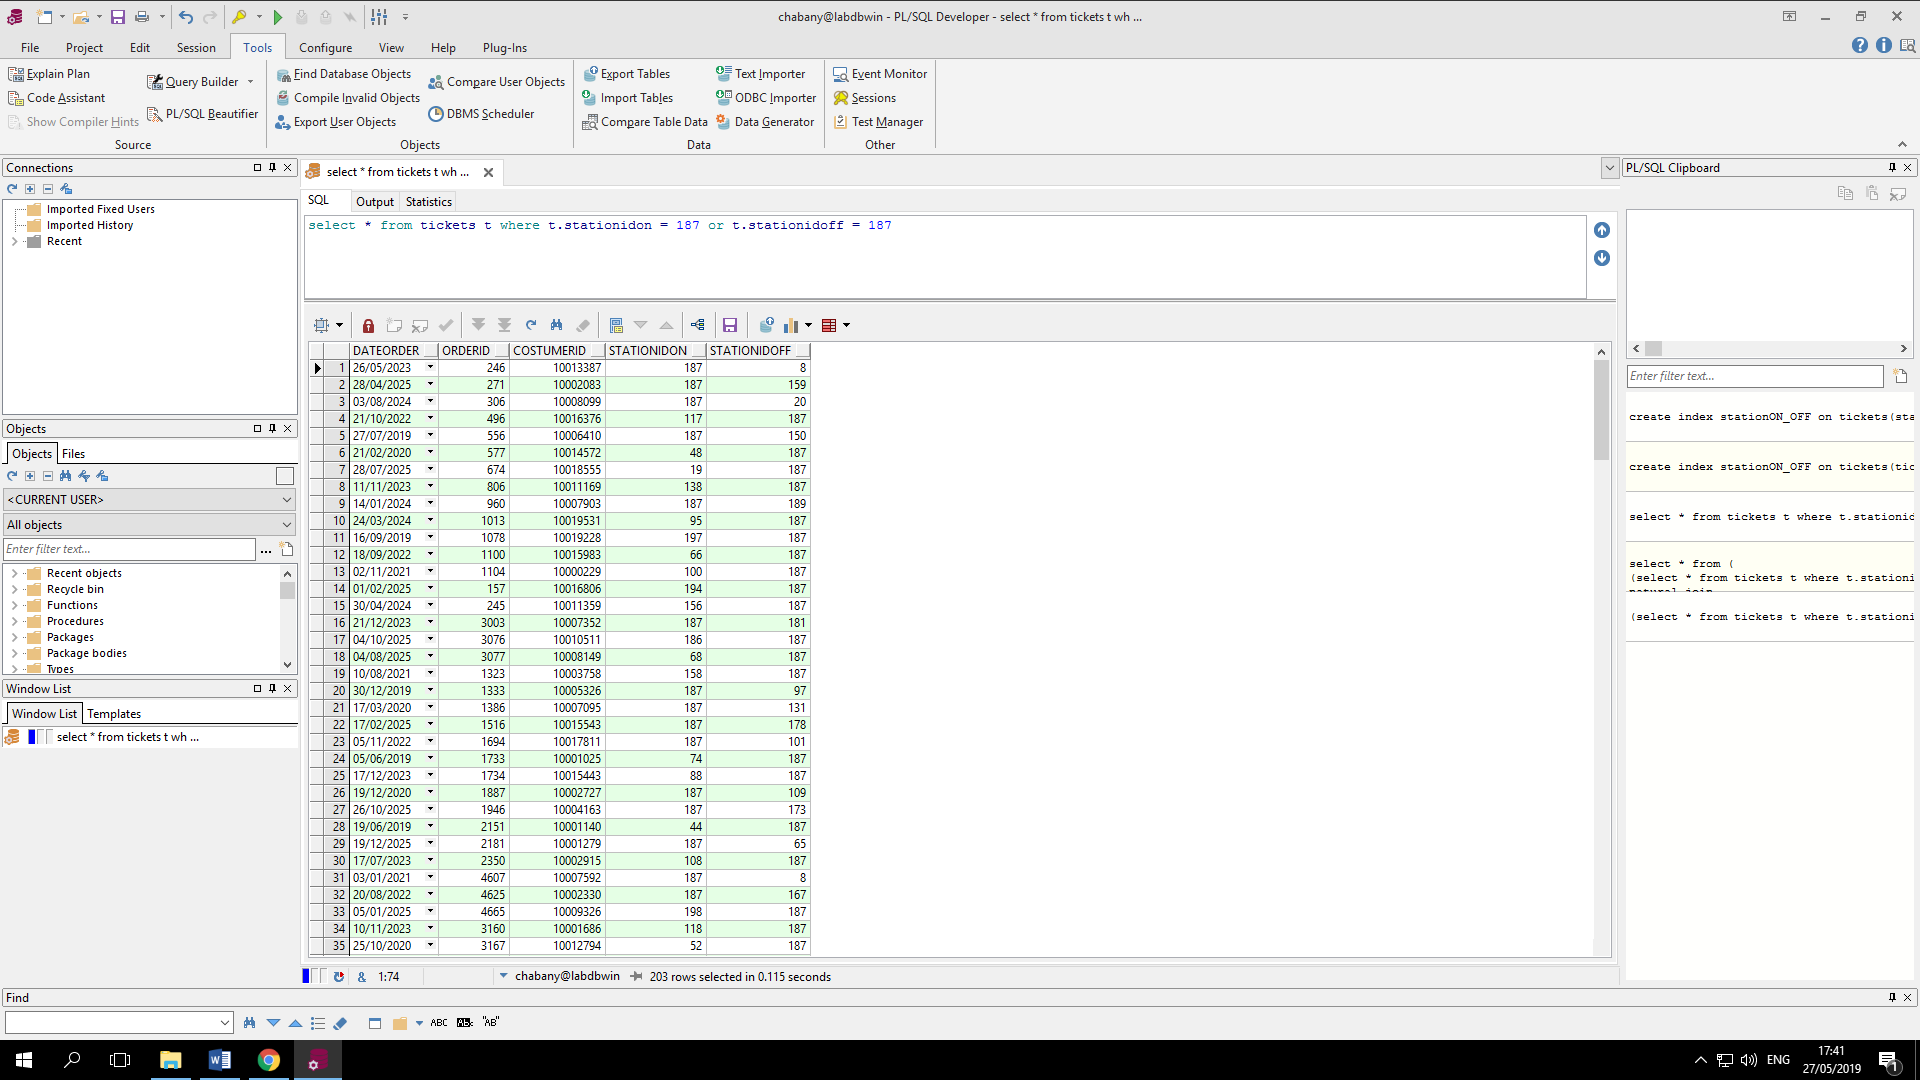 chabany@labdbwin - PL/SQL Developer - select * from tickets t wh ...
File Project Edit Session Tools Configure View Help Plug-Ins
Explain Plan
Code Assistant
Show Compiler Hints
Query Builder
PL/SQL Beautifier
Source
Find Database Objects
Compile Invalid Objects
Export User Objects
Compare User Objects
DBMS Scheduler
Objects
Export Tables
Import Tables
Compare Table Data
Text Importer
ODBC Importer
Data Generator
Data
Event Monitor
Sessions
Test Manager
Other
Connections
Imported Fixed Users
Imported History
Recent
Objects
Objects Files
<CURRENT USER>
All objects
Enter filter text...
Recent objects
Recycle bin
Functions
Procedures
Packages
Package bodies
Types
Window List
Window List Templates
select * from tickets t wh ...
select * from tickets t wh ...
SQL Output Statistics
select * from tickets t where t.stationidon = 187 or t.stationidoff = 187
DATEORDER ORDERID COSTUMERID STATIONIDON STATIONIDOFF
1 26/05/2023 246 10013387 187 8
2 28/04/2025 271 10002083 187 159
3 03/08/2024 306 10008099 187 20
4 21/10/2022 496 10016376 117 187
5 27/07/2019 556 10006410 187 150
6 21/02/2020 577 10014572 48 187
7 28/07/2025 674 10018555 19 187
8 11/11/2023 806 10011169 138 187
9 14/01/2024 960 10007903 187 189
10 24/03/2024 1013 10019531 95 187
11 16/09/2019 1078 10019228 197 187
12 18/09/2022 1100 10015983 66 187
13 02/11/2021 1104 10000229 100 187
14 01/02/2025 157 10016806 194 187
15 30/04/2024 245 10011359 156 187
16 21/12/2023 3003 10007352 187 181
17 04/10/2025 3076 10010511 186 187
18 04/08/2025 3077 10008149 68 187
19 10/08/2021 1323 10003758 158 187
20 30/12/2019 1333 10005326 187 97
21 17/03/2020 1386 10007095 187 131
22 17/02/2025 1516 10015543 187 178
23 05/11/2022 1694 10017811 187 101
24 05/06/2019 1733 10001025 74 187
25 17/12/2023 1734 10015443 88 187
26 19/12/2020 1887 10002727 187 109
27 26/10/2025 1946 10004163 187 173
28 19/06/2019 2151 10001140 44 187
29 19/12/2025 2181 10001279 187 65
30 17/07/2023 2350 10002915 108 187
31 03/01/2021 4607 10007592 187 8
32 20/08/2022 4625 10002330 187 167
33 05/01/2025 4665 10009326 198 187
34 10/11/2023 3160 10001686 118 187
35 25/10/2020 3167 10012794 52 187
& 1:74 chabany@labdbwin 203 rows selected in 0.115 seconds
PL/SQL Clipboard
Enter filter text...
create index stationON_OFF on tickets(sta
create index stationON_OFF on tickets(tic
select * from tickets t where t.stationid
select * from (
(select * from tickets t where t.stationi
natural join
(select * from tickets t where t.stationi
Find
ABC AB "AB"
ENG
17:41
27/05/2019
1